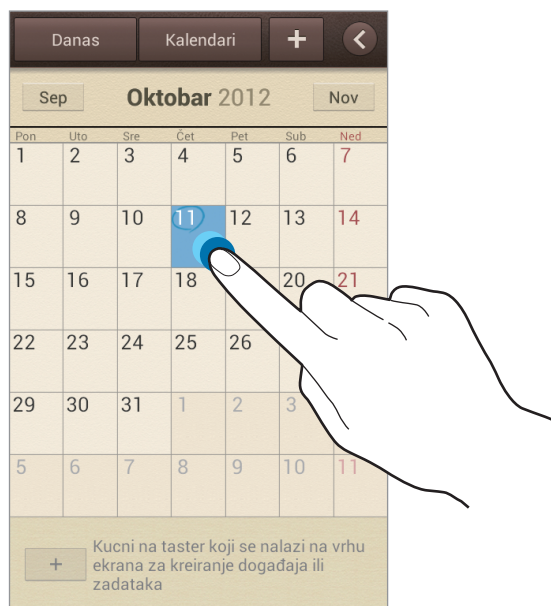 Danas Kalendari +
Sep Oktobar 2012 Nov
Pon Uto Sre Čet Pet Sub Ned
1 2 3 4 5 6 7
8 9 10 11 12 13 14
15 16 17 18 20 21
22 23 24 25 26
29 30 31 1 2 3
5 6 7 8 9 10 11
+ Kucni na taster koji se nalazi na vrhu
ekrana za kreiranje događaja ili
zadataka